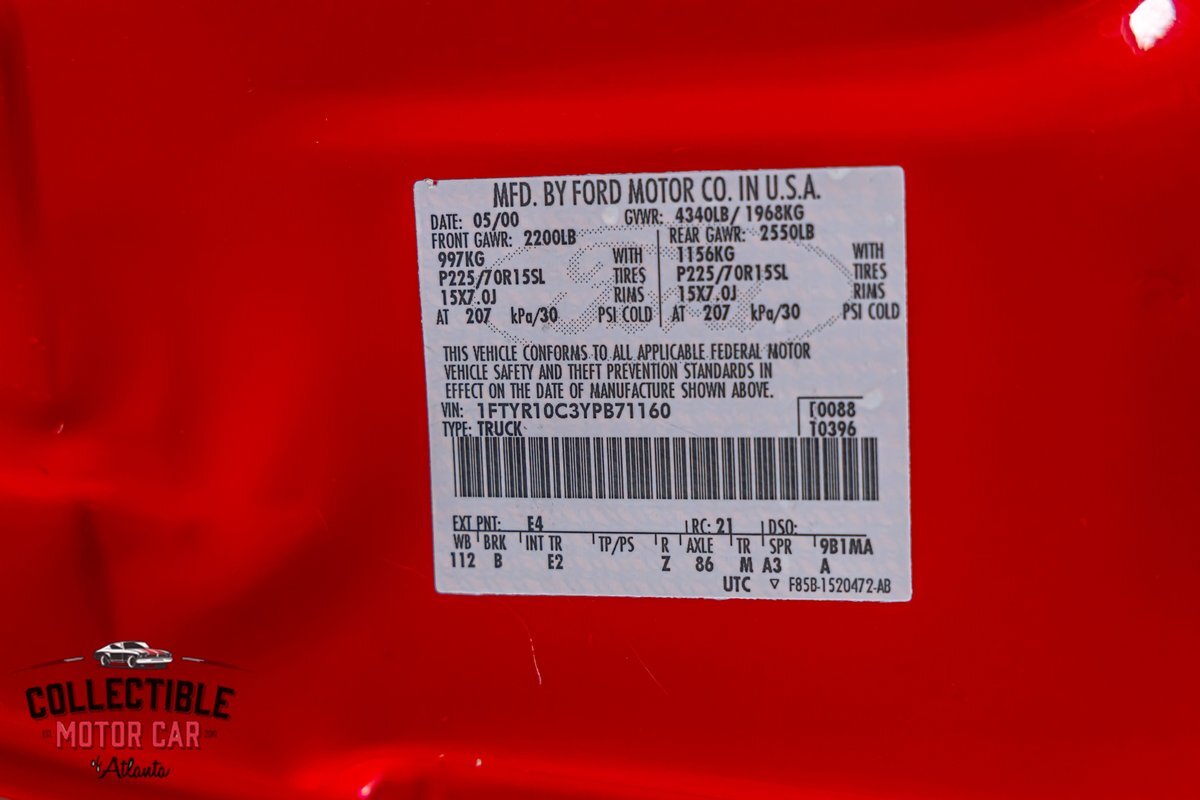 MFD. BY FORD MOTOR CO. IN U.S.A.
DATE: 05/00 GVWR: 4340LB/ 1968KG
FRONT GAWR: 2200LB REAR GAWR: 2550LB
997KG WITH 1156KG WITH
P225/70R15SL TIRES P225/70R15SL TIRES
15X7.0J RIMS 15X7.0J RIMS
AT 207 kPa/30 PSI COLD AT 207 kPa/30 PSI COLD
THIS VEHICLE CONFORMS TO ALL APPLICABLE FEDERAL MOTOR
VEHICLE SAFETY AND THEFT PREVENTION STANDARDS IN
EFFECT ON THE DATE OF MANUFACTURE SHOWN ABOVE.
VIN: 1FTYR10C3YPB71160 T0088
TYPE: TRUCK T0396
EXT PNT: E4 RC: 21 DSO:
WB BRK INT TR TP/PS R AXLE TR SPR 9B1MA
112 B E2 Z 86 M A3 A
UTC ▽ F85B-1520472-AB
COLLECTIBLE
MOTOR CAR
of Atlanta